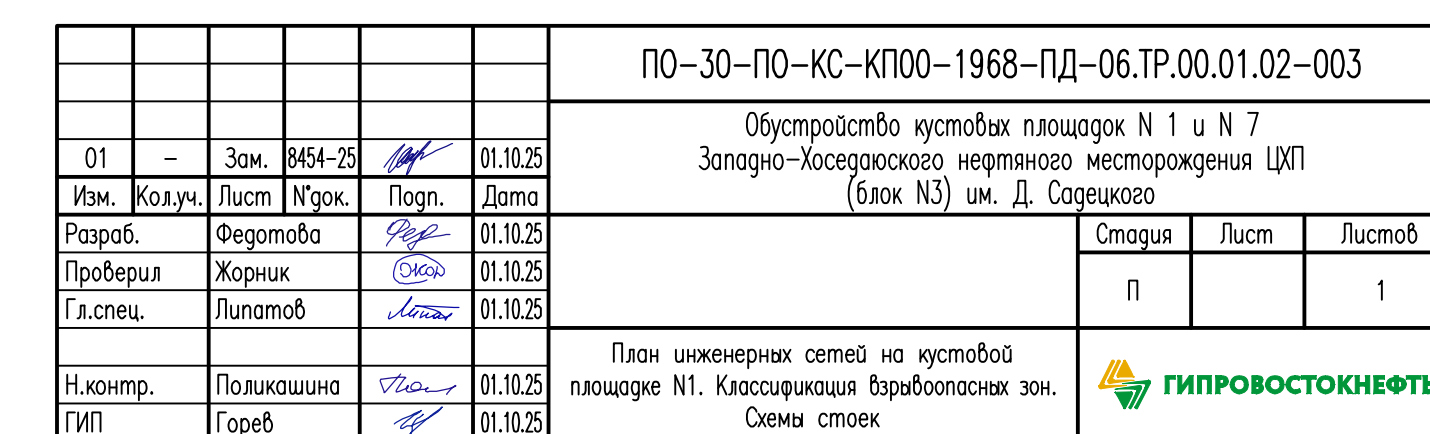 ПО-30-ПО-КС-КП00-1968-ПД-06.ТР.00.01.02-003
Обустройство кустовых площадок N 1 и N 7
Западно-Хоседаюского нефтяного месторождения ЦХП
(блок N3) им. Д. Садецкого
01 – Зам. 8454-25 01.10.25
Изм. Кол.уч. Лист N°док. Подп. Дата
Разраб. Федотова 01.10.25
Проверил Жорник 01.10.25
Гл.спец. Липатов 01.10.25
Н.контр. Поликашина 01.10.25
ГИП Горев 01.10.25
Стадия Лист Листов
П 1
План инженерных сетей на кустовой
площадке N1. Классификация взрывоопасных зон.
Схемы стоек
ГИПРОВОСТОКНЕФТЬ